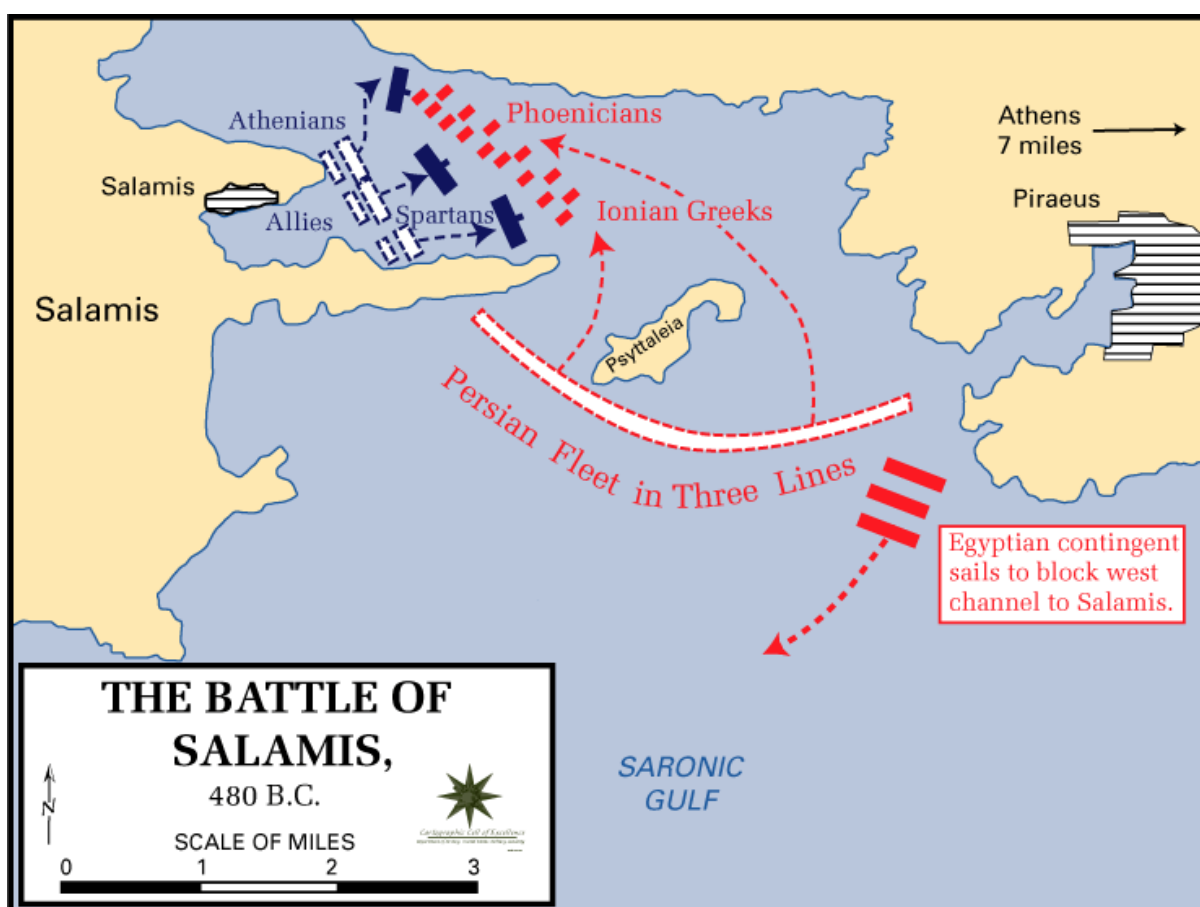 Phoenicians
Athenians
Athens
7 miles
Salamis
Piraeus
Allies
Spartans
Ionian Greeks
Salamis
Psyttaleia
Persian Fleet in Three Lines
Egyptian contingent
sails to block west
channel to Salamis.
THE BATTLE OF
SALAMIS,
480 B.C.
N
Cartographic Cell of Excellence
SCALE OF MILES
0 1 2 3
SARONIC
GULF